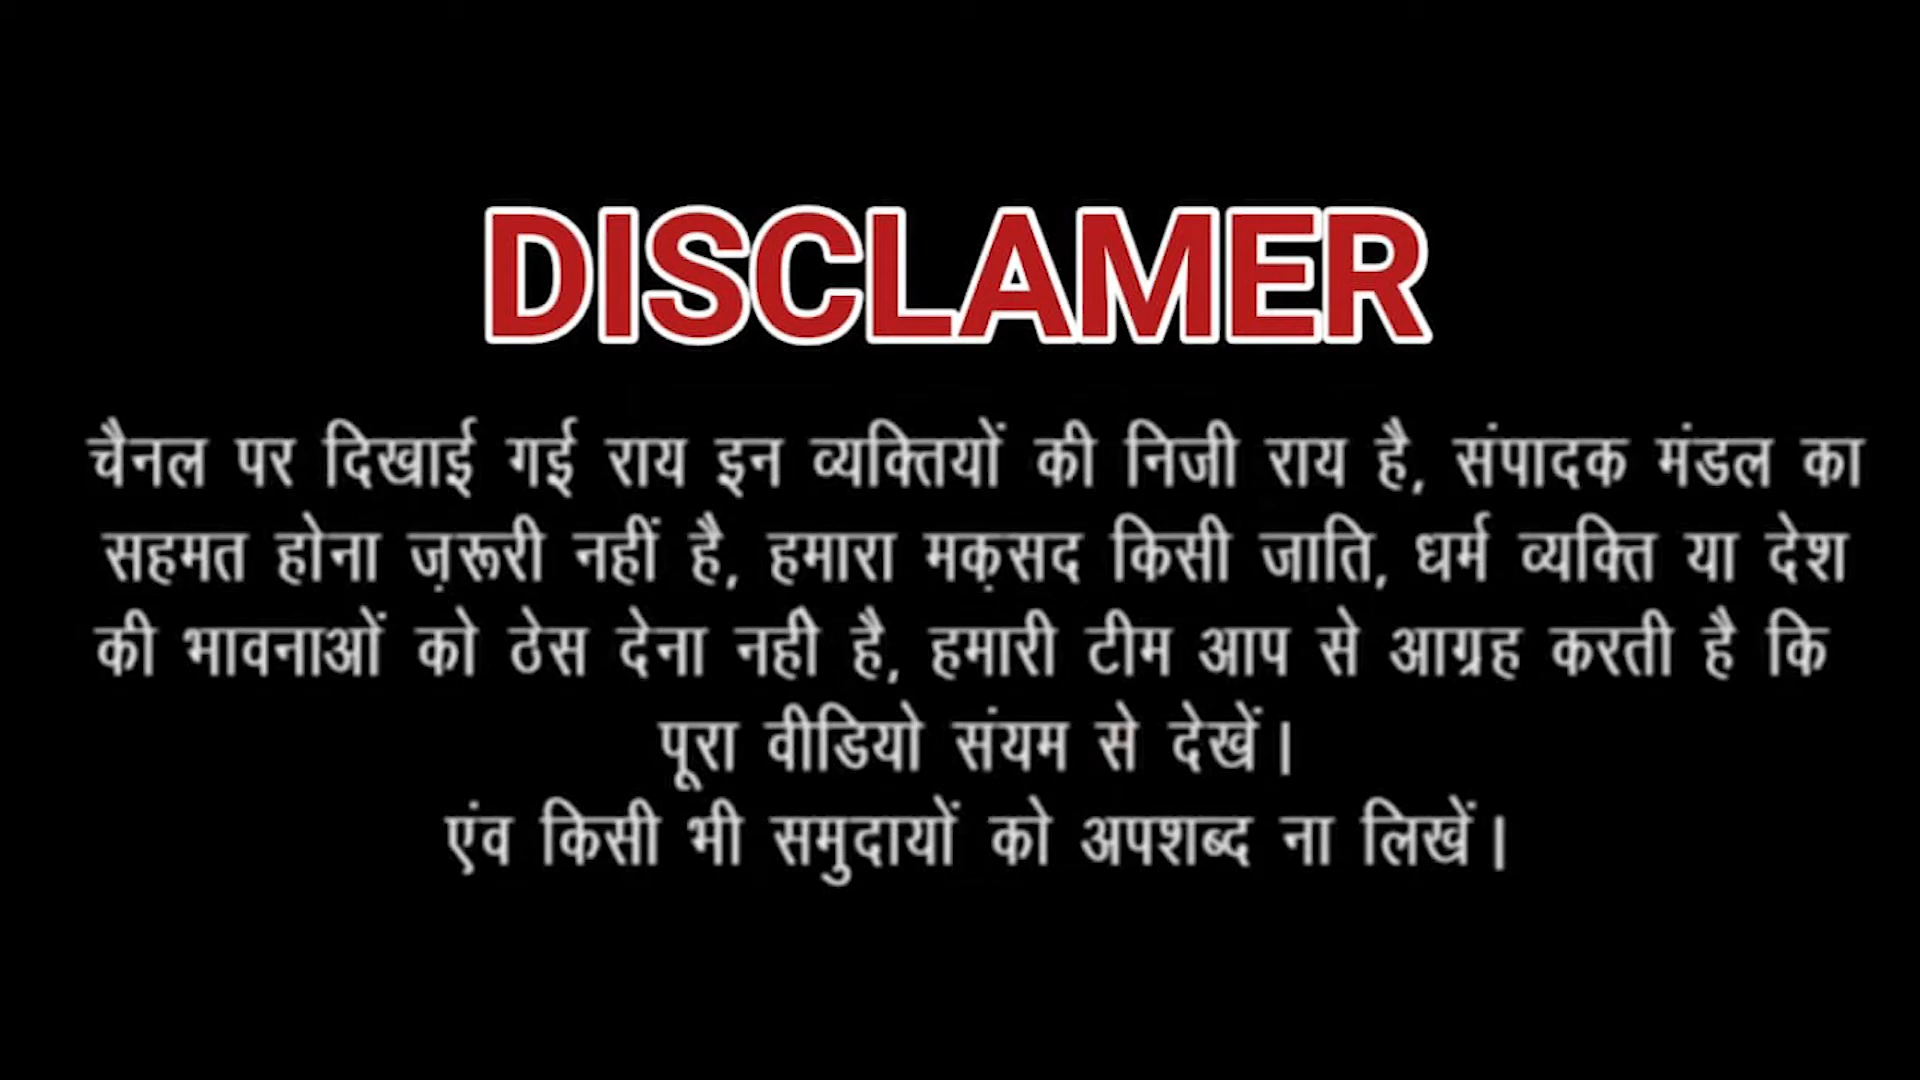 DISCLAMER
चैनल पर दिखाई गई राय इन व्यक्तियों की निजी राय है, संपादक मंडल का
सहमत होना ज़रूरी नहीं है, हमारा मक़सद किसी जाति, धर्म व्यक्ति या देश
की भावनाओं को ठेस देना नही है, हमारी टीम आप से आग्रह करती है कि
पूरा वीडियो संयम से देखें।
एंव किसी भी समुदायों को अपशब्द ना लिखें।